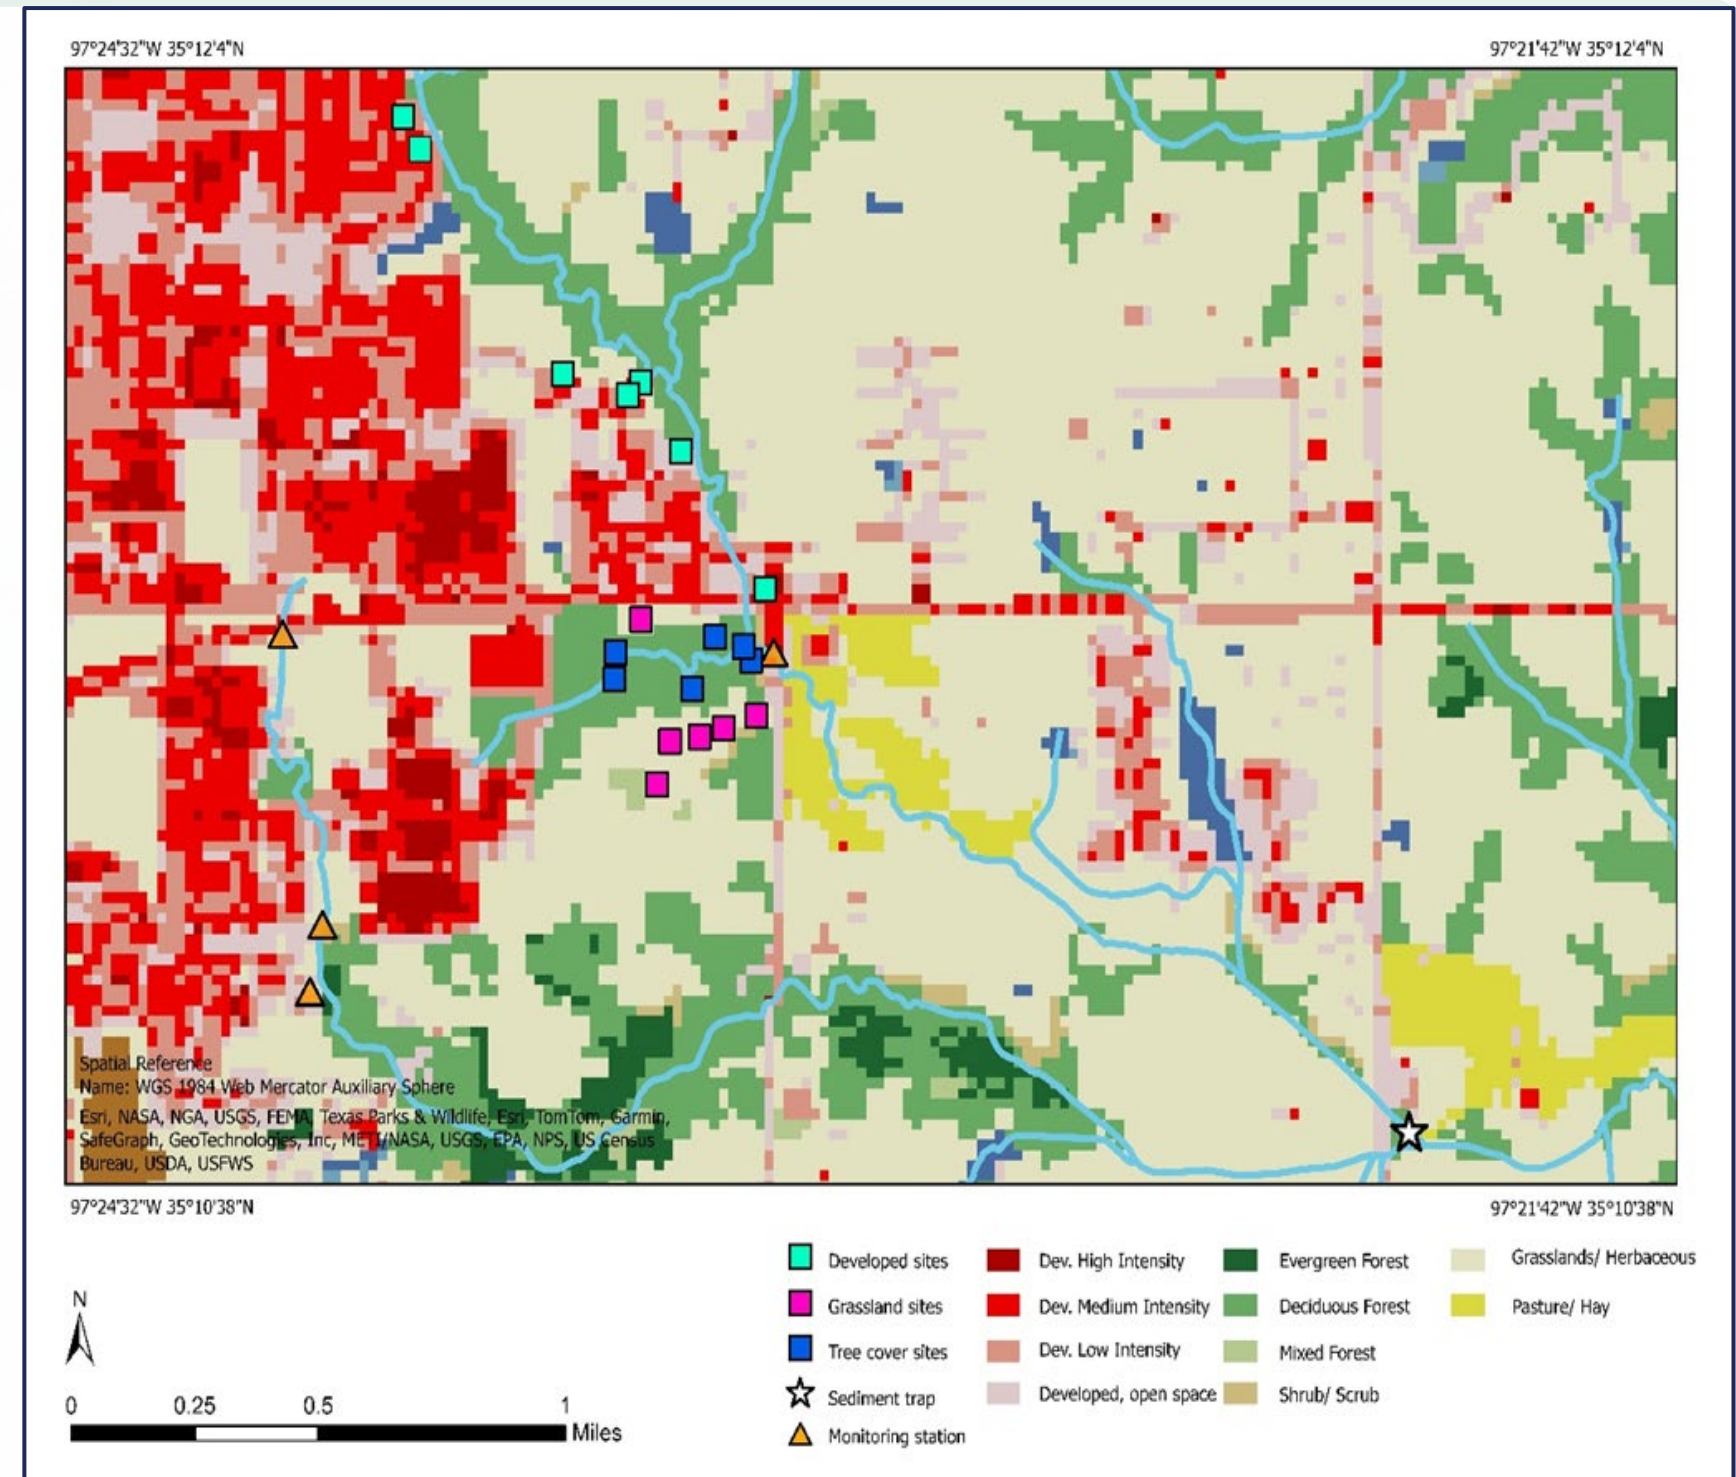 97°24'32"W 35°12'4"N
97°21'42"W 35°12'4"N
Spatial Reference
Name: WGS 1984 Web Mercator Auxiliary Sphere
Esri, NASA, NGA, USGS, FEMA, Texas Parks & Wildlife, Esri, TomTom, Garmin,
SafeGraph, GeoTechnologies, Inc, METI/NASA, USGS, EPA, NPS, US Census
Bureau, USDA, USFWS
97°24'32"W 35°10'38"N
97°21'42"W 35°10'38"N
N
0 0.25 0.5 1
Miles
Developed sites
Grassland sites
Tree cover sites
Sediment trap
Monitoring station
Dev. High Intensity
Dev. Medium Intensity
Dev. Low Intensity
Developed, open space
Evergreen Forest
Deciduous Forest
Mixed Forest
Shrub/ Scrub
Grasslands/ Herbaceous
Pasture/ Hay